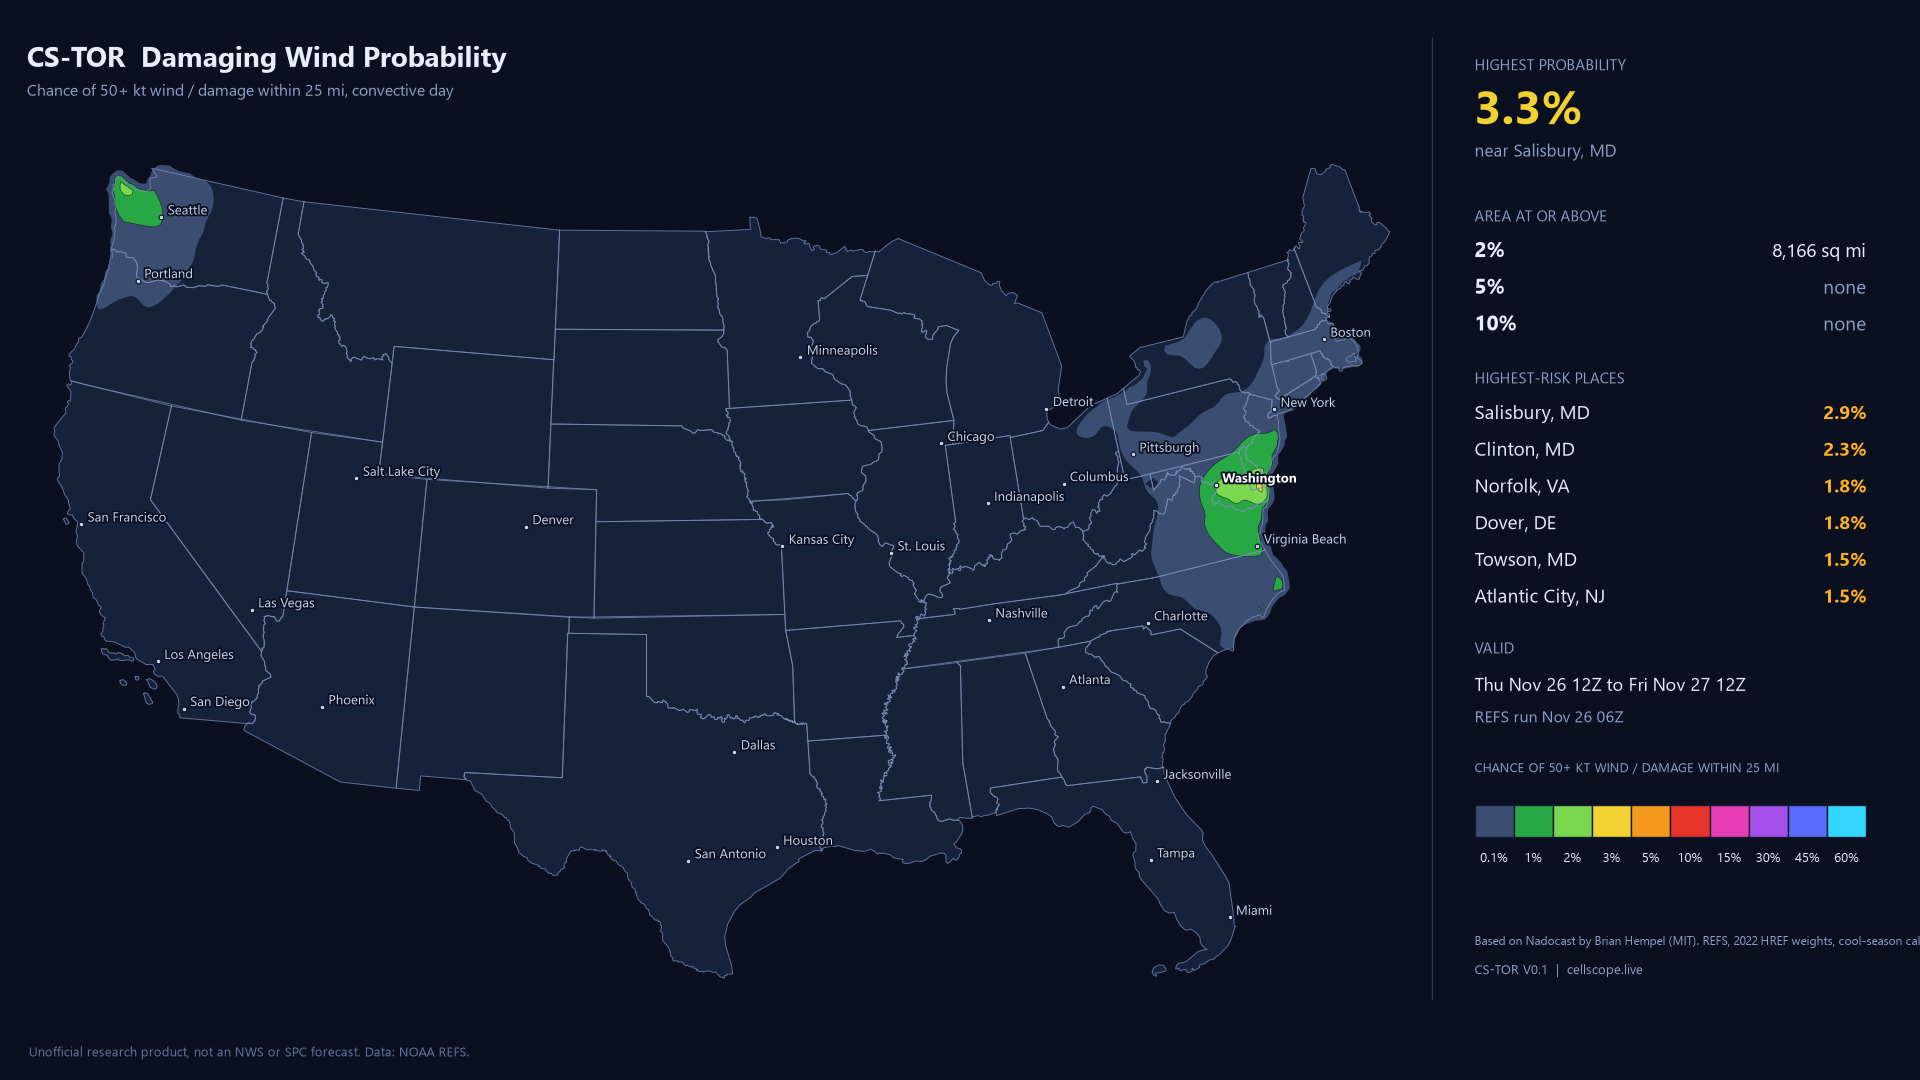 CS-TOR  Damaging Wind Probability
Chance of 50+ kt wind / damage within 25 mi, convective day
Seattle
Portland
Minneapolis
Boston
Detroit
New York
Chicago
Pittsburgh
Salt Lake City
Columbus
Washington
Indianapolis
San Francisco
Denver
Kansas City
St. Louis
Virginia Beach
Las Vegas
Nashville
Charlotte
Los Angeles
Atlanta
San Diego
Phoenix
Dallas
Jacksonville
Houston
San Antonio
Tampa
Miami
HIGHEST PROBABILITY
3.3%
near Salisbury, MD
AREA AT OR ABOVE
2% 8,166 sq mi
5% none
10% none
HIGHEST-RISK PLACES
Salisbury, MD 2.9%
Clinton, MD 2.3%
Norfolk, VA 1.8%
Dover, DE 1.8%
Towson, MD 1.5%
Atlantic City, NJ 1.5%
VALID
Thu Nov 26 12Z to Fri Nov 27 12Z
REFS run Nov 26 06Z
CHANCE OF 50+ KT WIND / DAMAGE WITHIN 25 MI
0.1% 1% 2% 3% 5% 10% 15% 30% 45% 60%
Based on Nadocast by Brian Hempel (MIT). REFS, 2022 HREF weights, cool-season cal
CS-TOR V0.1 | cellscope.live
Unofficial research product, not an NWS or SPC forecast. Data: NOAA REFS.